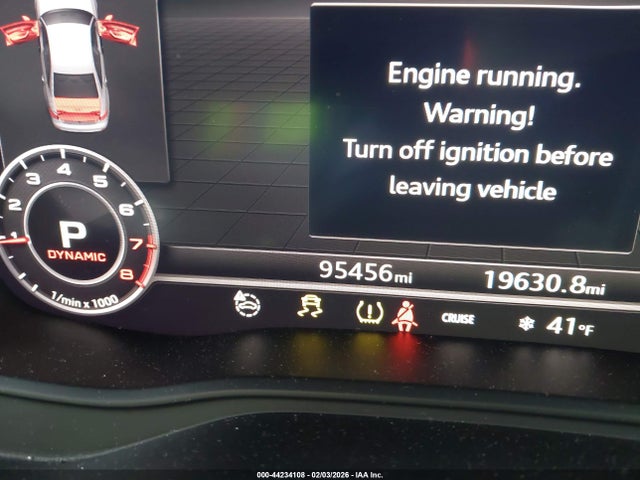 Engine running.
Warning!
Turn off ignition before
leaving vehicle
1 2 3 4 5 6 7 8
P
DYNAMIC
1/min x 1000
95456mi
19630.8mi
CRUISE
41°F
000-44234108 - 02/03/2026 - IAA Inc.